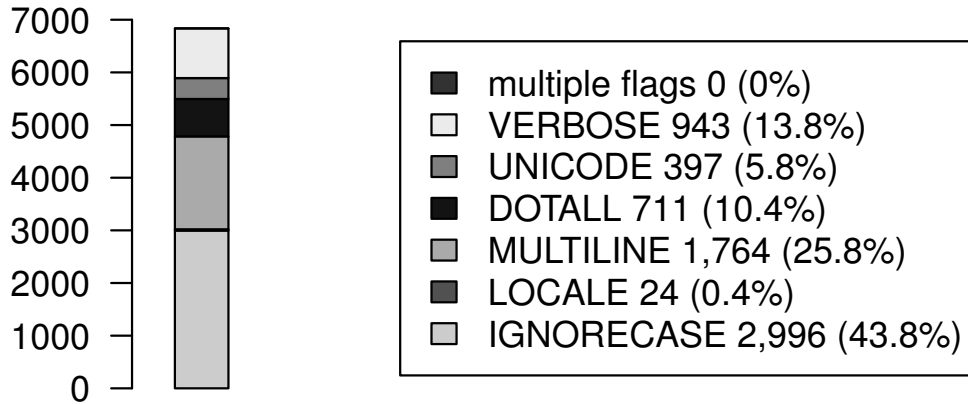 7000
6000
5000
4000
3000
2000
1000
0
multiple flags 0 (0%)
VERBOSE 943 (13.8%)
UNICODE 397 (5.8%)
DOTALL 711 (10.4%)
MULTILINE 1,764 (25.8%)
LOCALE 24 (0.4%)
IGNORECASE 2,996 (43.8%)